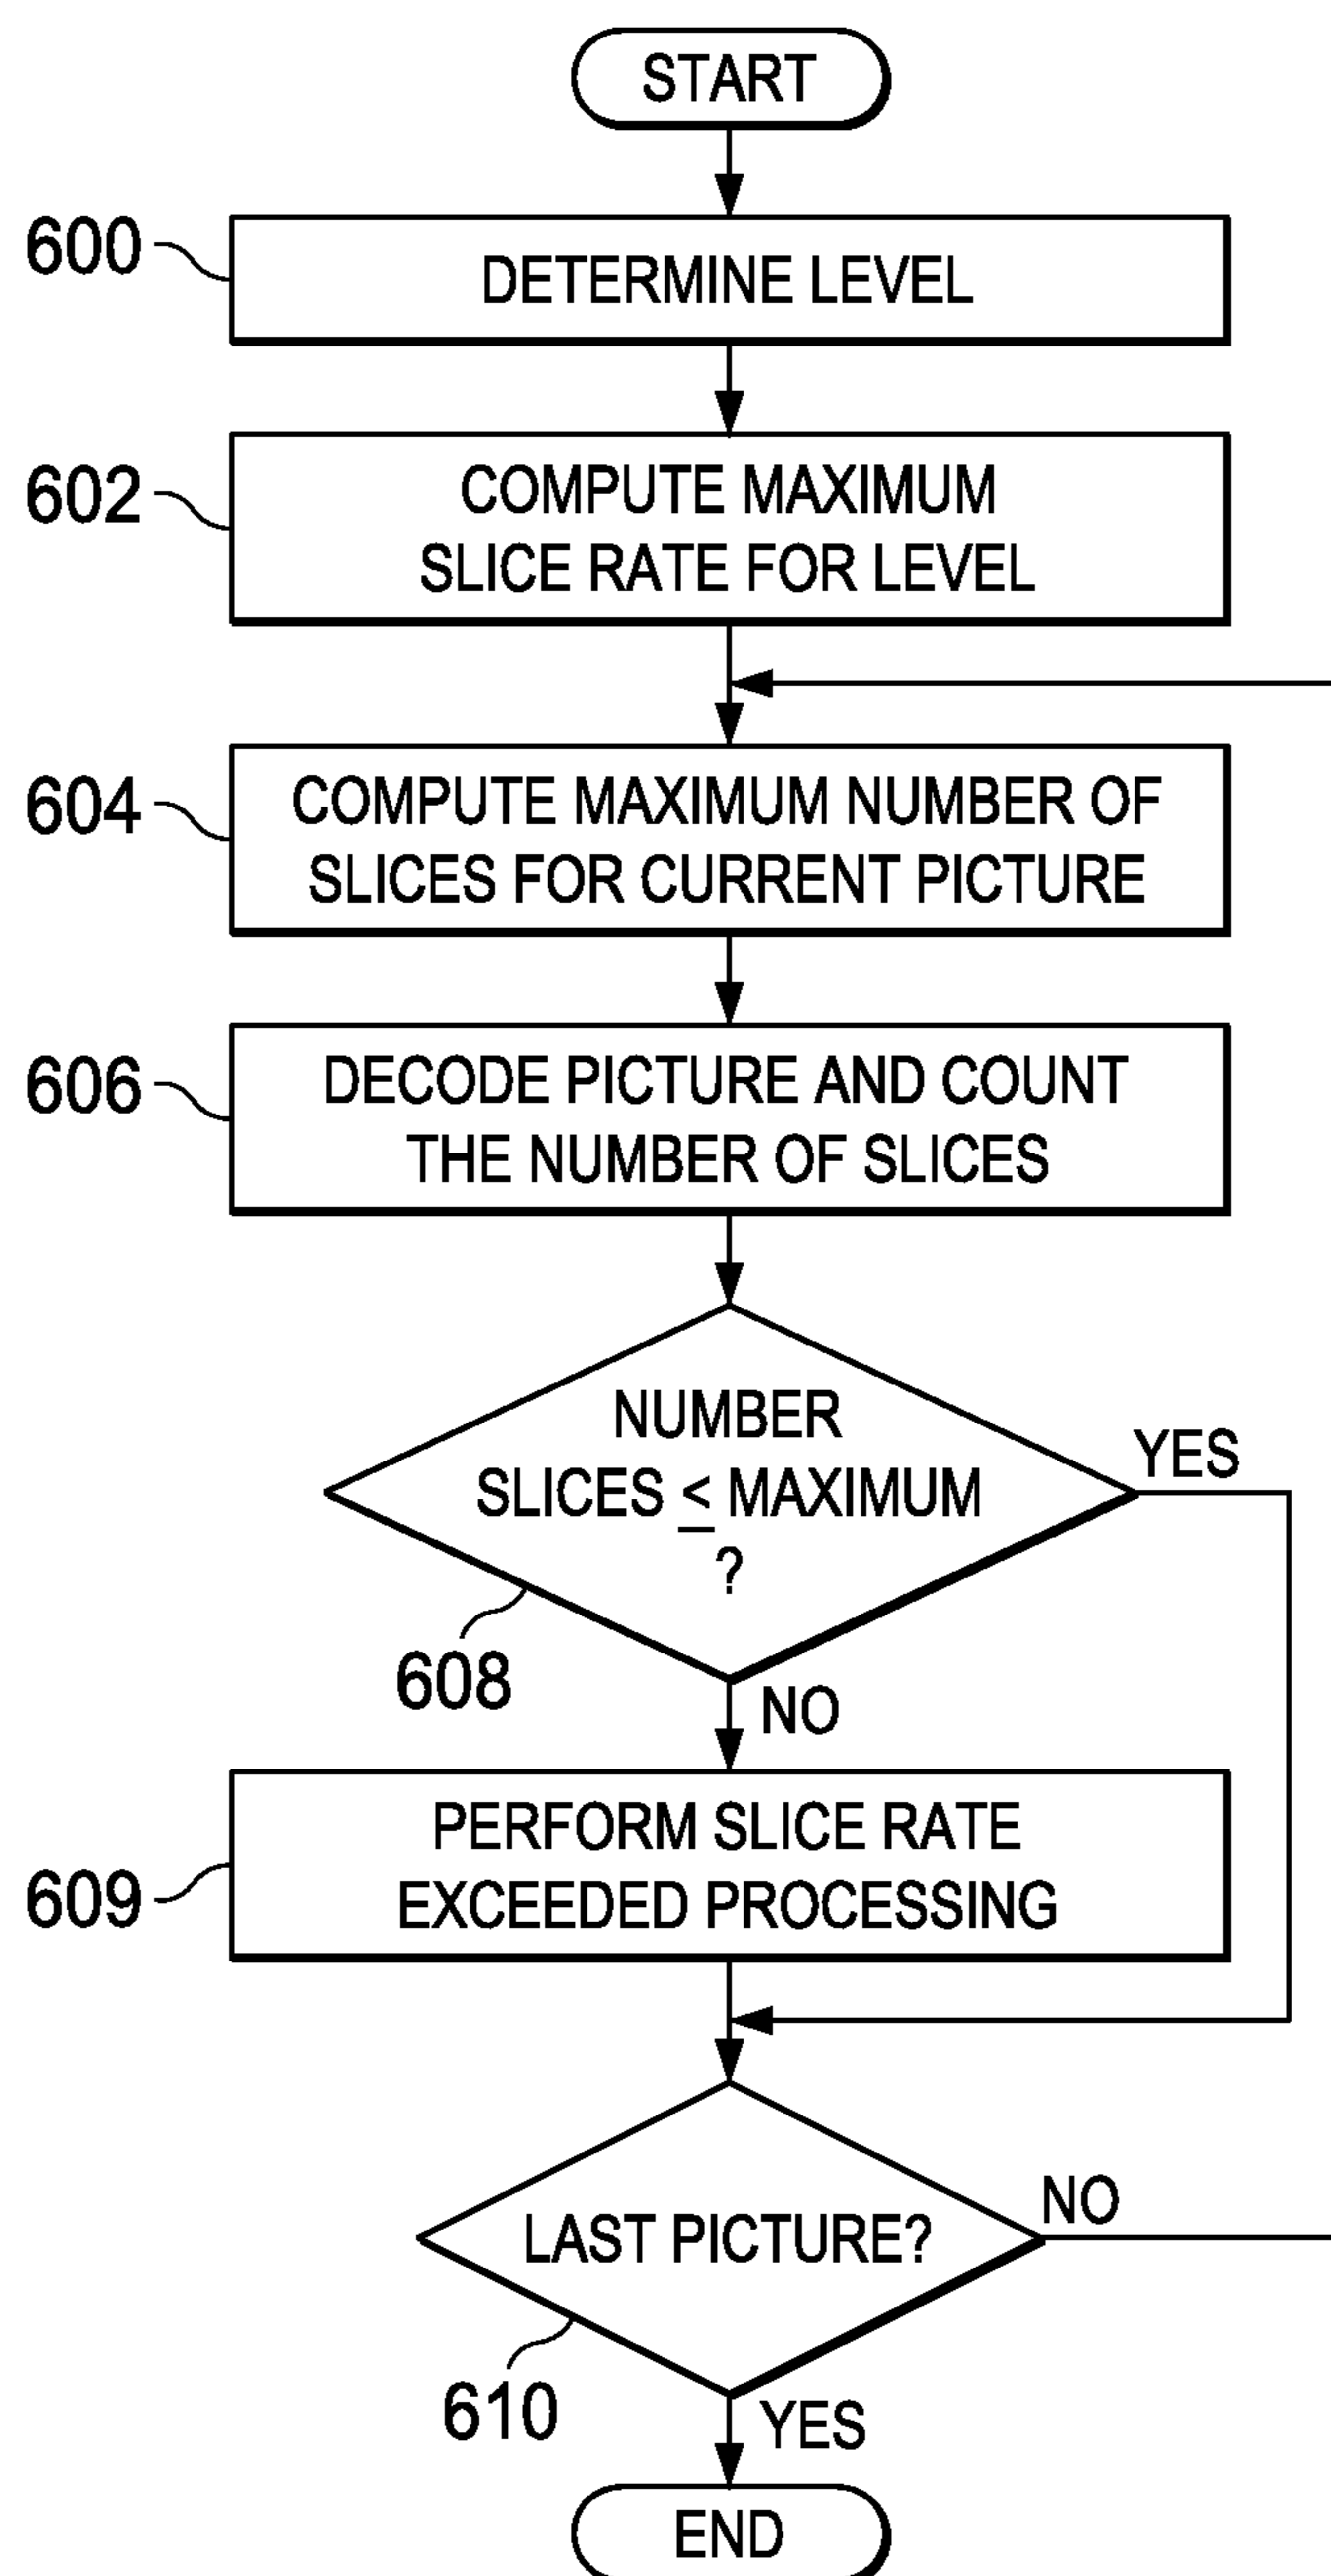 START
600
DETERMINE LEVEL
602
COMPUTE MAXIMUM
SLICE RATE FOR LEVEL
604
COMPUTE MAXIMUM NUMBER OF
SLICES FOR CURRENT PICTURE
606
DECODE PICTURE AND COUNT
THE NUMBER OF SLICES
NUMBER
SLICES ≤ MAXIMUM
?
YES
608
NO
609
PERFORM SLICE RATE
EXCEEDED PROCESSING
LAST PICTURE?
NO
610
YES
END